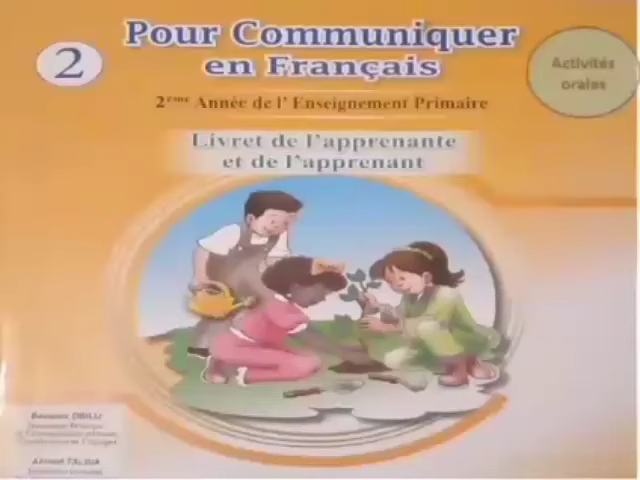 2
Pour Communiquer
en Français
Activités
orales
2ème Année de l' Enseignement Primaire
Livret de l'apprenante
et de l'apprenant